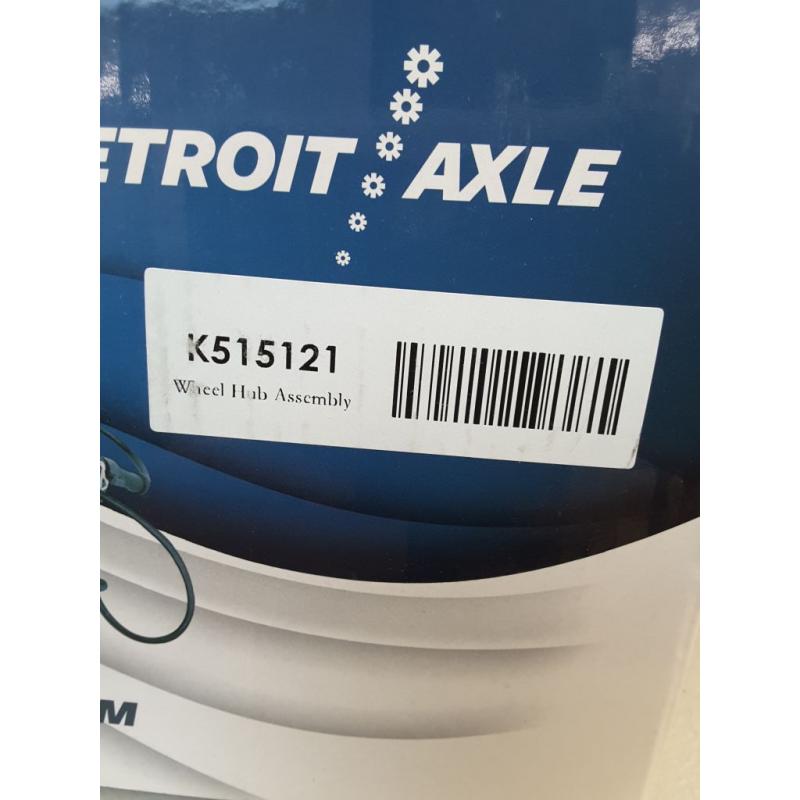 ETROIT AXLE
K515121
Wheel Hub Assembly
M